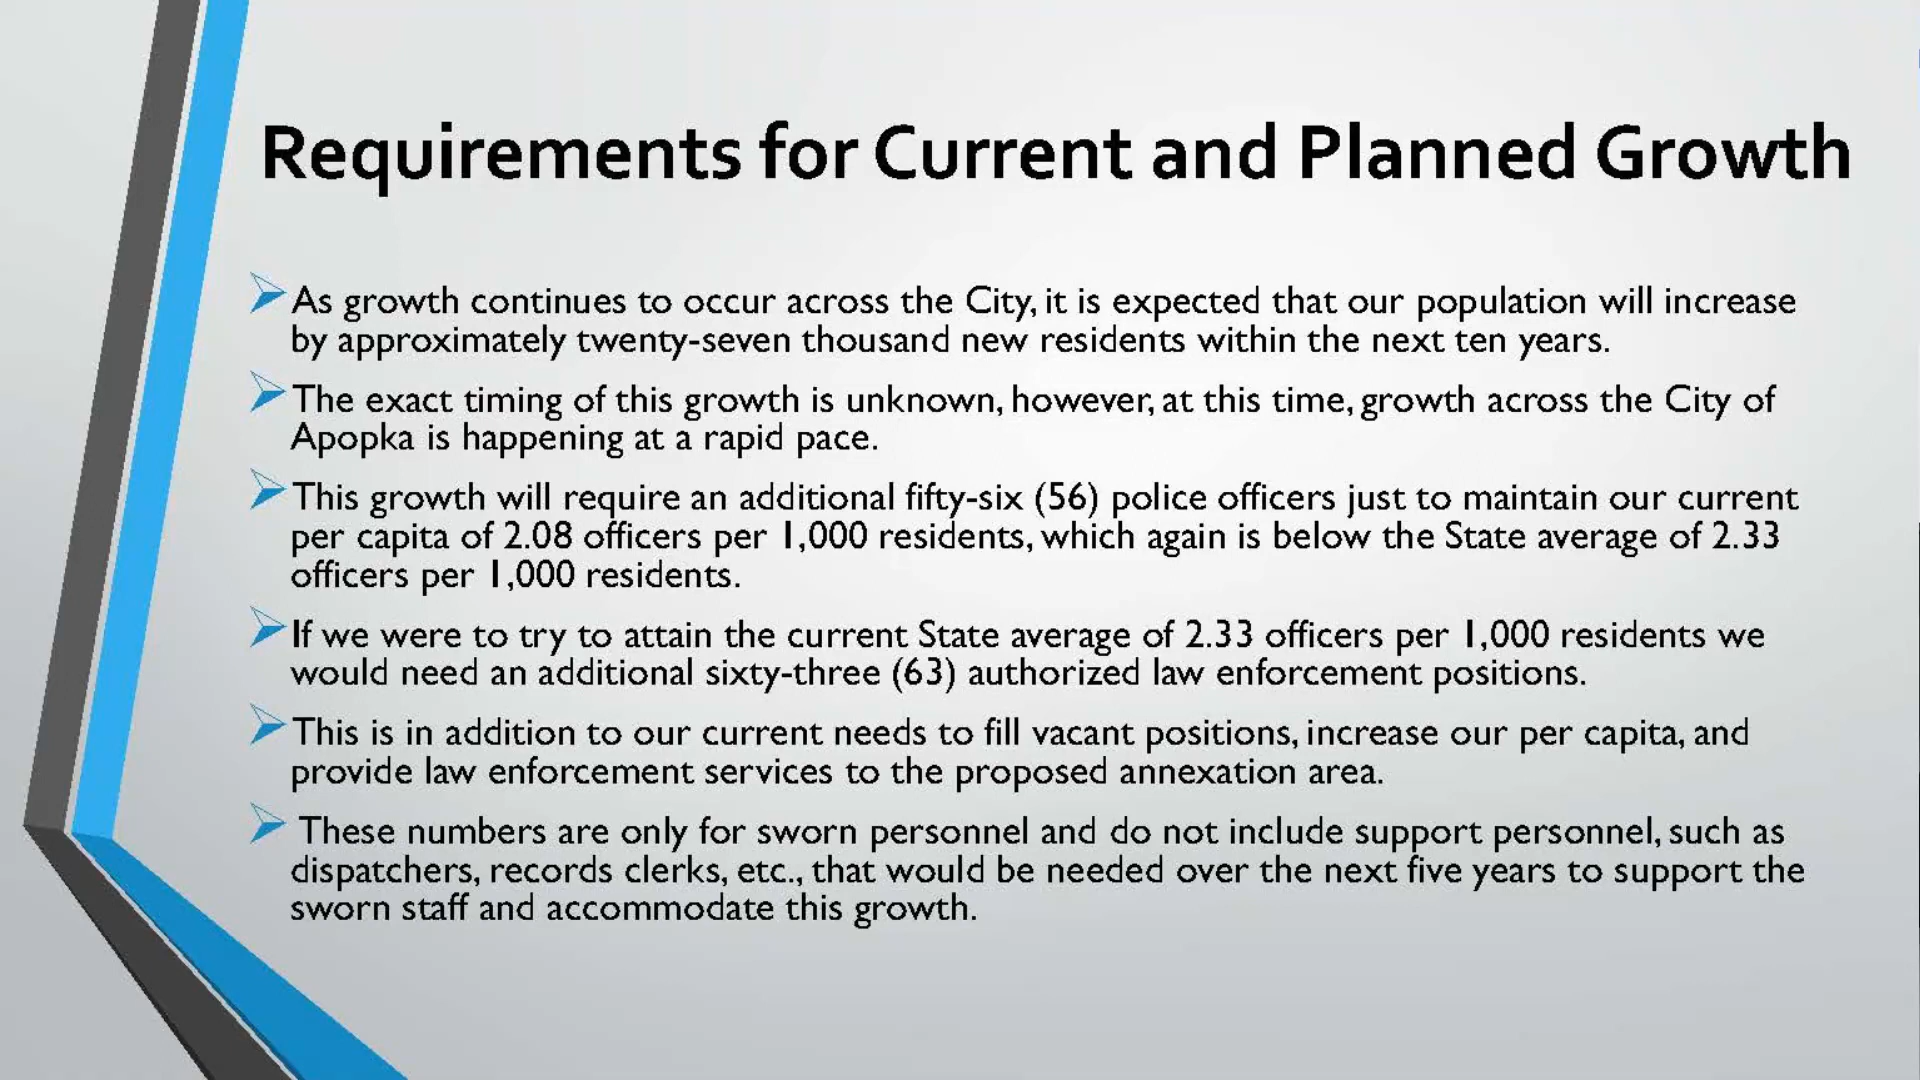 Requirements for Current and Planned Growth
As growth continues to occur across the City, it is expected that our population will increase
by approximately twenty-seven thousand new residents within the next ten years.
The exact timing of this growth is unknown, however, at this time, growth across the City of
Apopka is happening at a rapid pace.
This growth will require an additional fifty-six (56) police officers just to maintain our current
per capita of 2.08 officers per 1,000 residents, which again is below the State average of 2.33
officers per 1,000 residents.
If we were to try to attain the current State average of 2.33 officers per 1,000 residents we
would need an additional sixty-three (63) authorized law enforcement positions.
This is in addition to our current needs to fill vacant positions, increase our per capita, and
provide law enforcement services to the proposed annexation area.
These numbers are only for sworn personnel and do not include support personnel, such as
dispatchers, records clerks, etc., that would be needed over the next five years to support the
sworn staff and accommodate this growth.